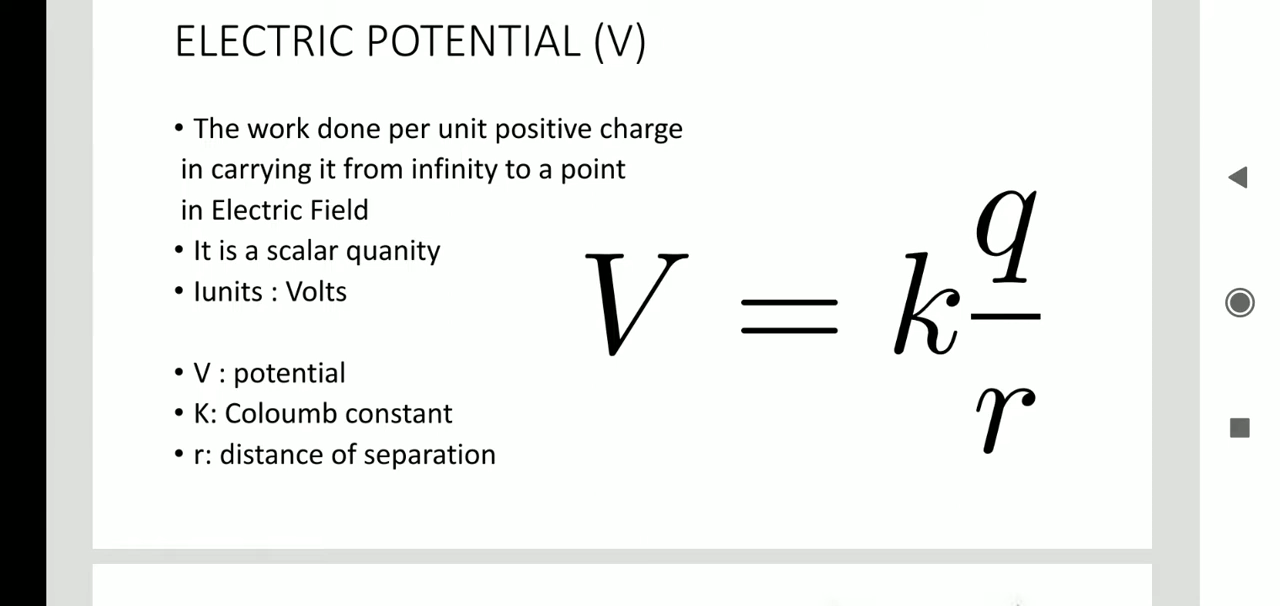 ELECTRIC POTENTIAL (V)
• The work done per unit positive charge
in carrying it from infinity to a point
in Electric Field
• It is a scalar quanity
• Iunits : Volts
• V : potential
• K: Coloumb constant
• r: distance of separation
V = k q/r